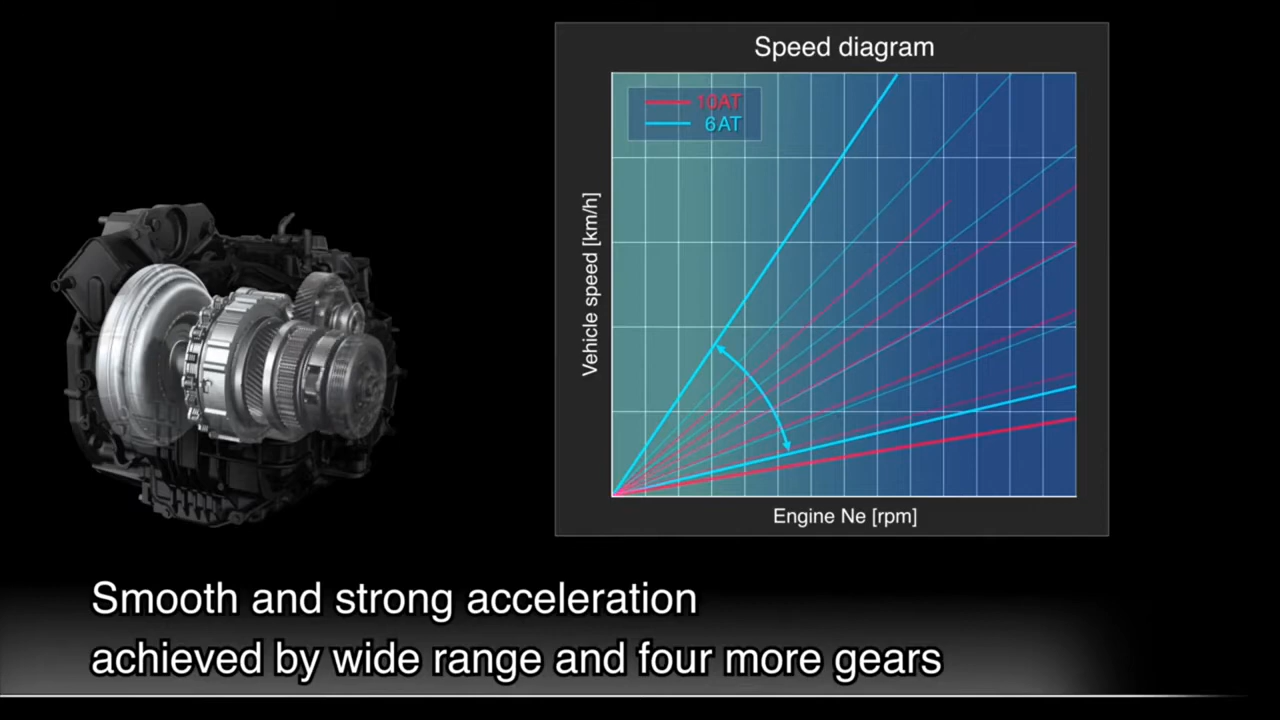 Speed diagram
10AT
6AT
Vehicle speed [km/h]
Engine Ne [rpm]
Smooth and strong acceleration
achieved by wide range and four more gears